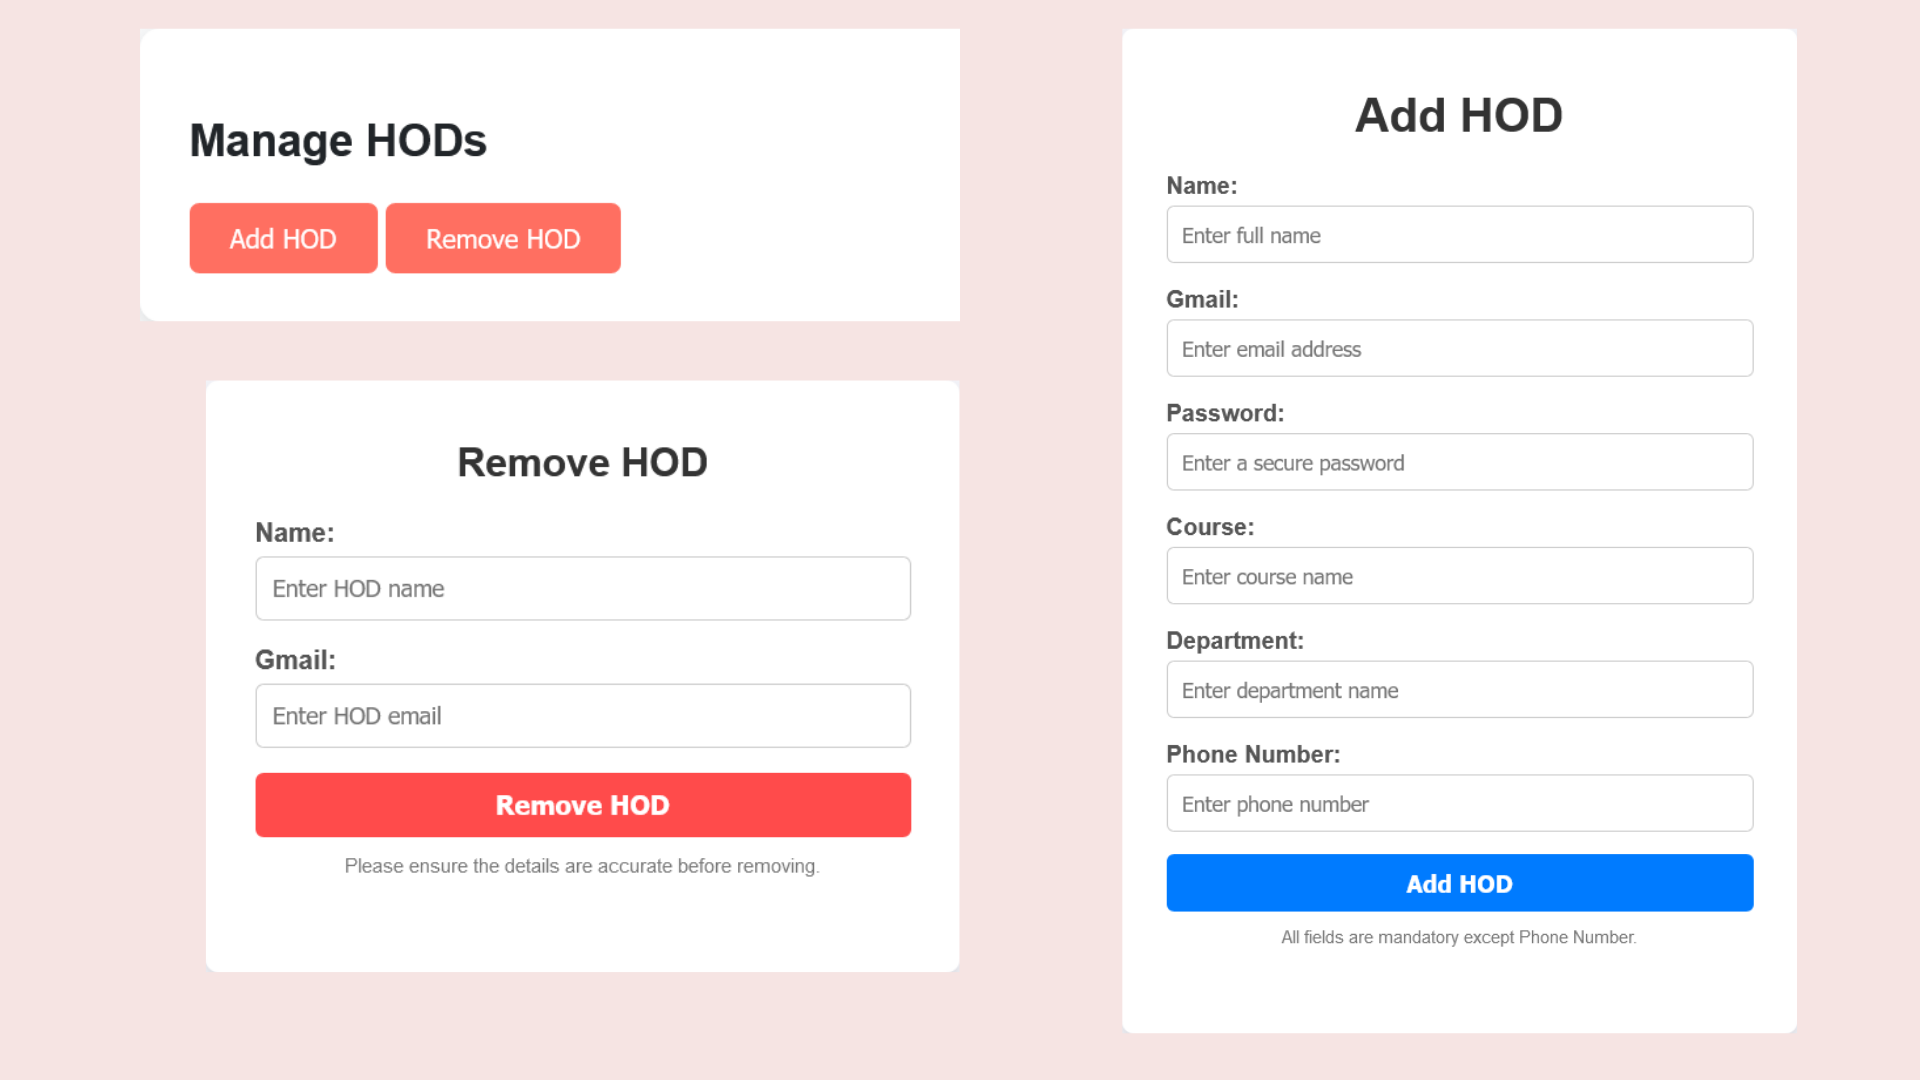 Manage HODs
Add HOD
Remove HOD
Remove HOD
Name:
Enter HOD name
Gmail:
Enter HOD email
Remove HOD
Please ensure the details are accurate before removing.
Add HOD
Name:
Enter full name
Gmail:
Enter email address
Password:
Enter a secure password
Course:
Enter course name
Department:
Enter department name
Phone Number:
Enter phone number
Add HOD
All fields are mandatory except Phone Number.